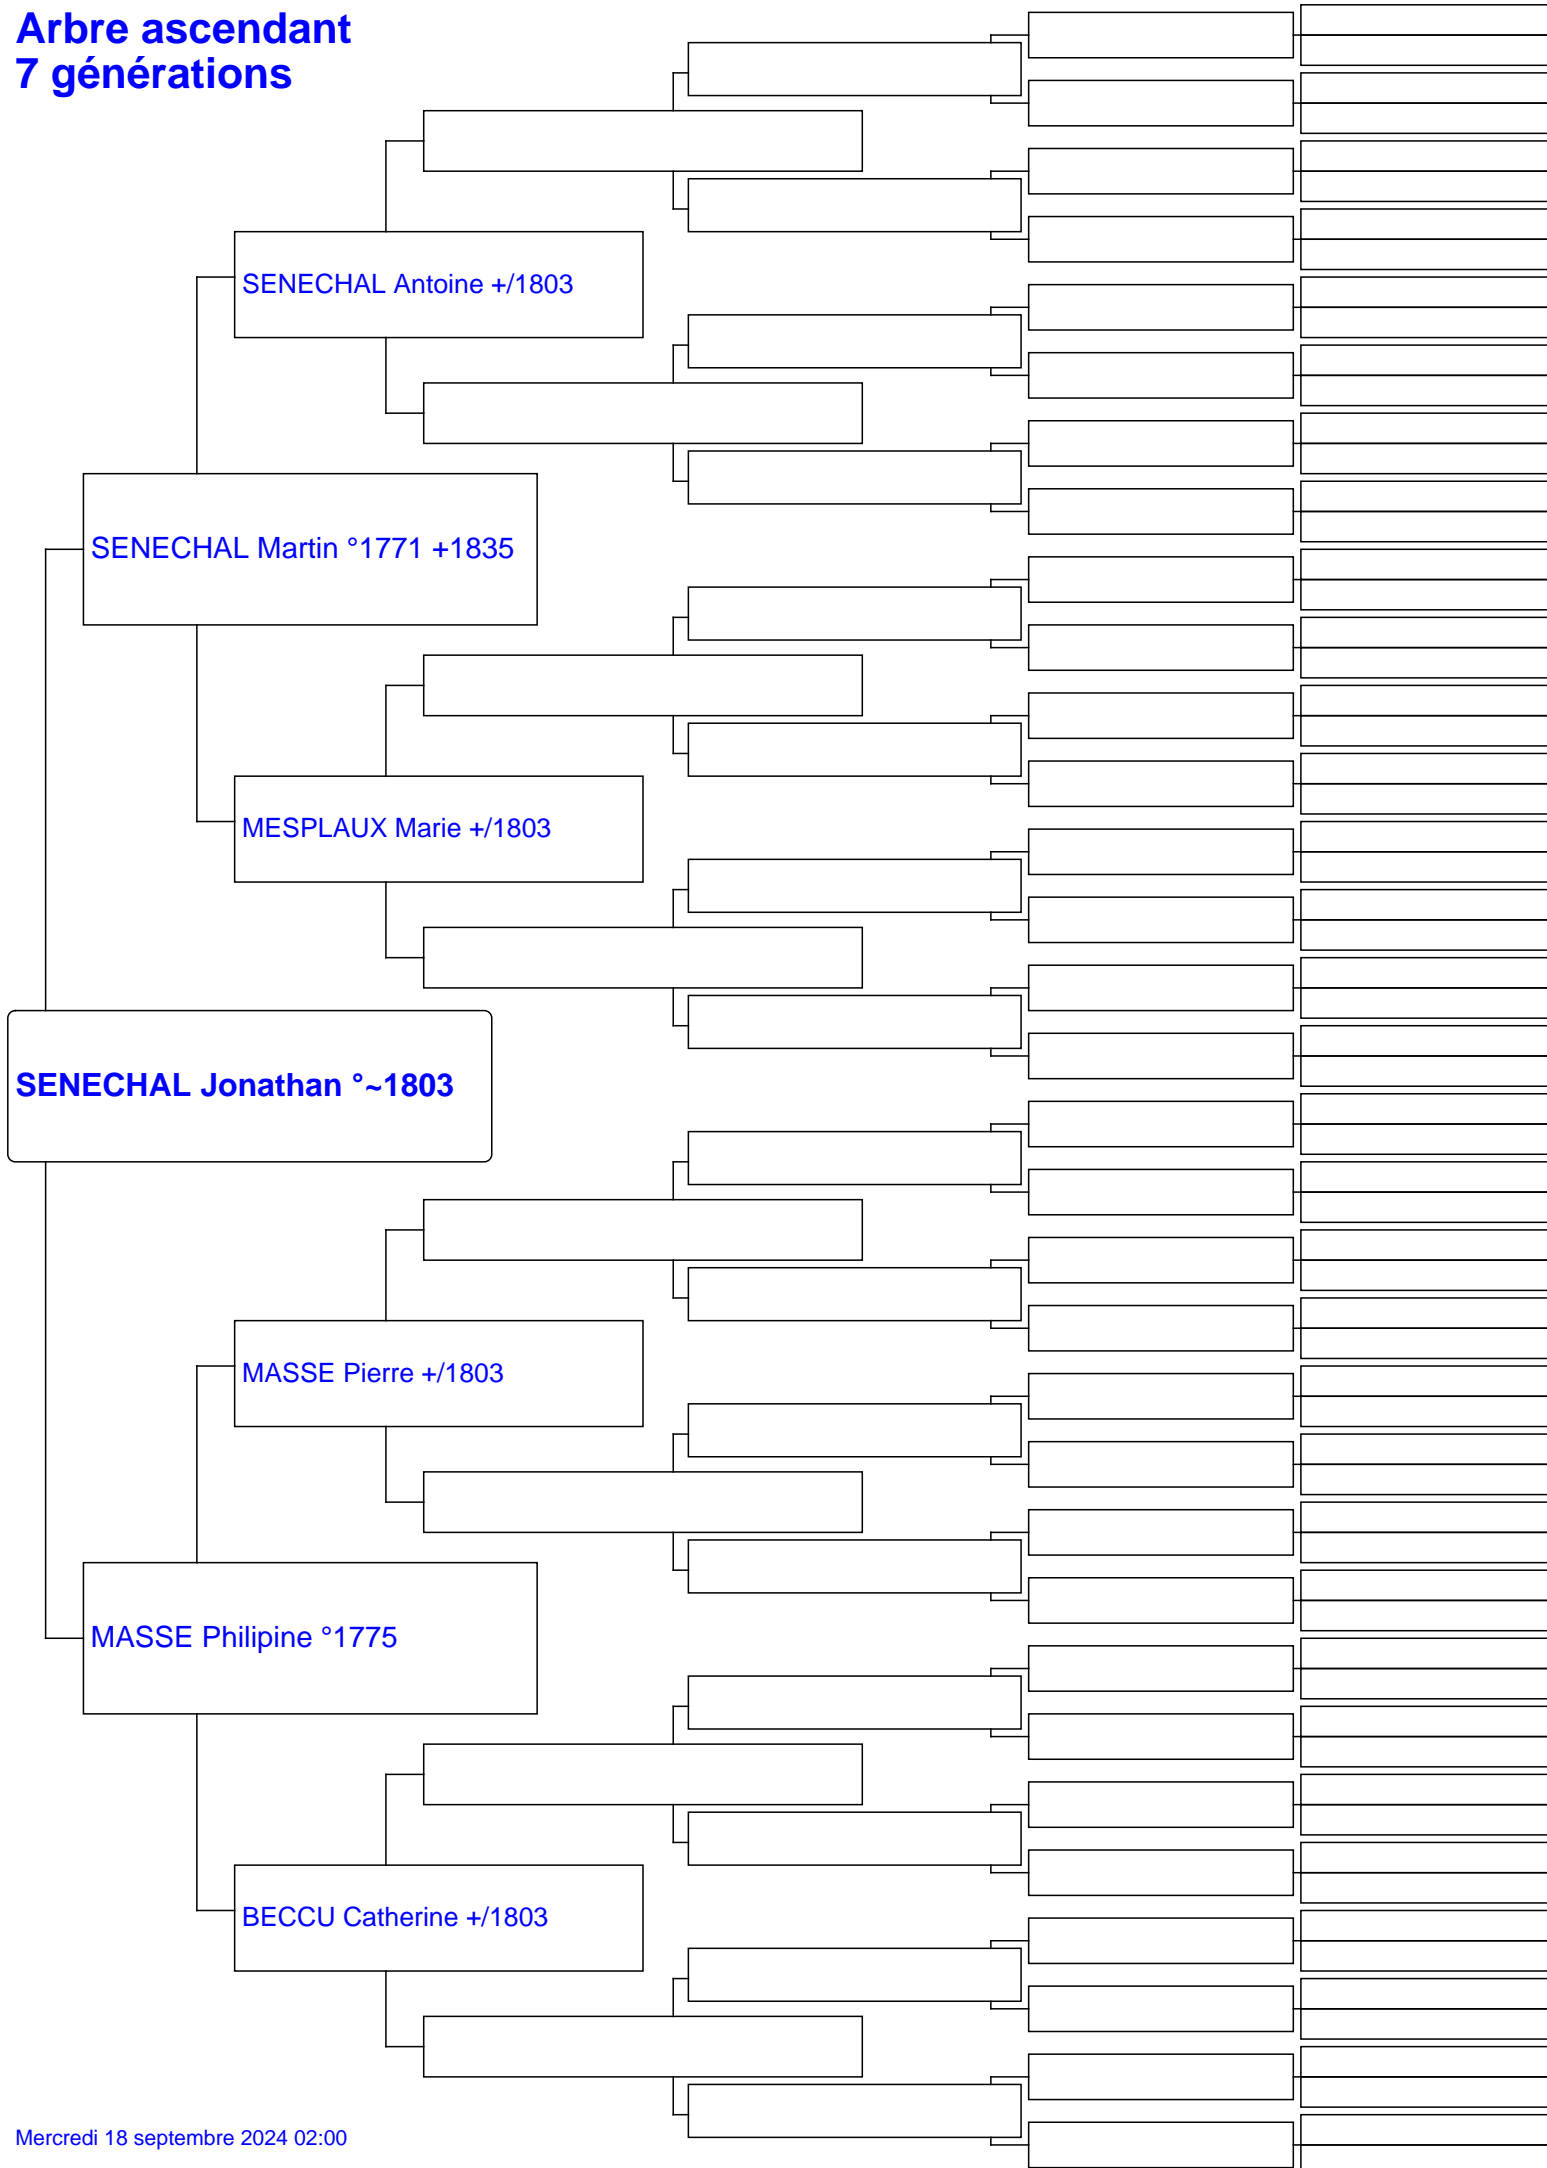 Arbre ascendant
7 générations
SENECHAL Antoine +/1803
SENECHAL Martin °1771 +1835
MESPLAUX Marie +/1803
SENECHAL Jonathan °~1803
MASSE Pierre +/1803
MASSE Philipine °1775
BECCU Catherine +/1803
Mercredi 18 septembre 2024 02:00